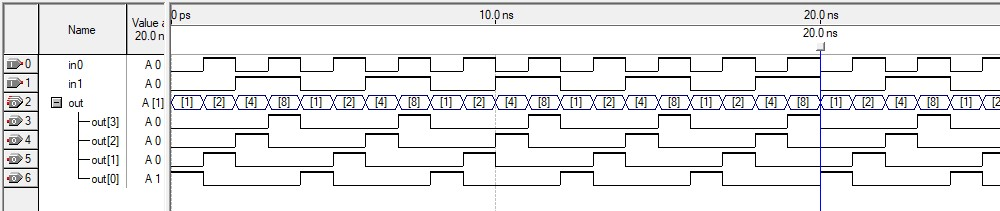 0 ps 10.0 ns 20.0 ns
Name Value a 20.0 n
20.0 ns
0 in0 A 0
1 in1 A 0
2 out A [1] [1] [2] [4] [8] [1] [2] [4] [8] [1] [2] [4] [8] [1] [2] [4] [8] [1] [2] [4] [8] [1] [2] [4] [8] [1] [2
3 out[3] A 0
4 out[2] A 0
5 out[1] A 0
6 out[0] A 1